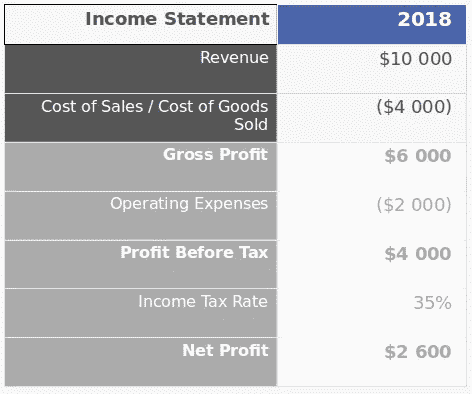 Income Statement 2018
Revenue $10 000
Cost of Sales / Cost of Goods ($4 000)
Sold
Gross Profit $6 000
Operating Expenses ($2 000)
Profit Before Tax $4 000
Income Tax Rate 35%
Net Profit $2 600